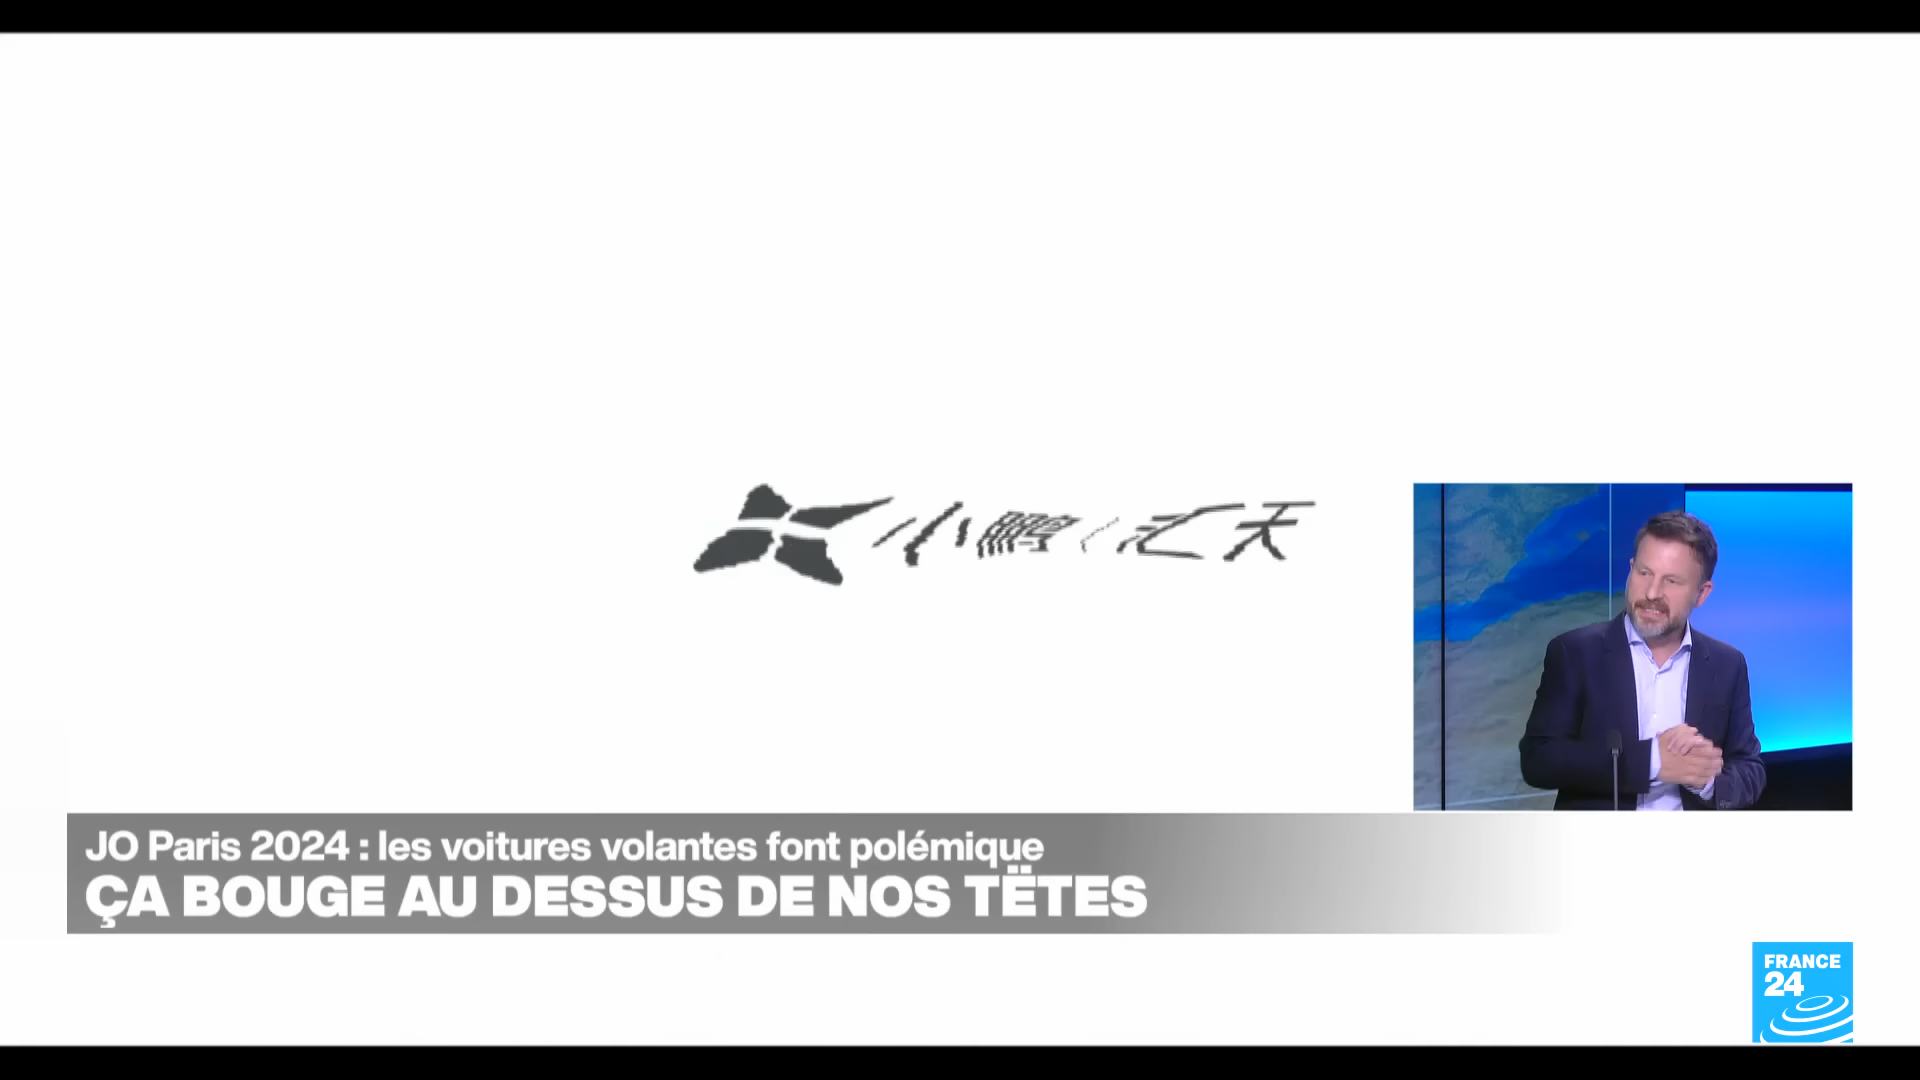 小鹏汇天
JO Paris 2024 : les voitures volantes font polémique
ÇA BOUGE AU DESSUS DE NOS TËTES
FRANCE
24